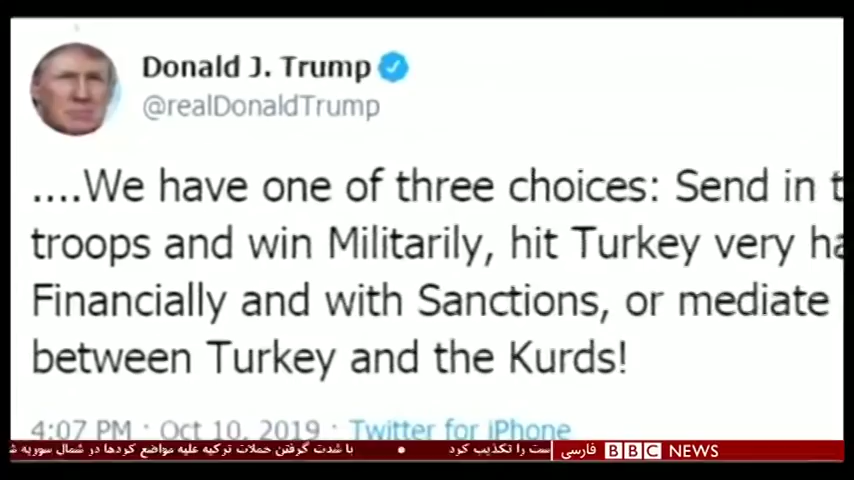 Donald J. Trump
@realDonaldTrump
....We have one of three choices: Send in
troops and win Militarily, hit Turkey very
Financially and with Sanctions, or mediate
between Turkey and the Kurds!
4:07 PM · Oct 10, 2019 · Twitter for iPhone
با شدت گرفتن حملات ترکیه علیه مواضع کردها در شمال سوریه • است را تکذیب کرد فارسی BBC NEWS